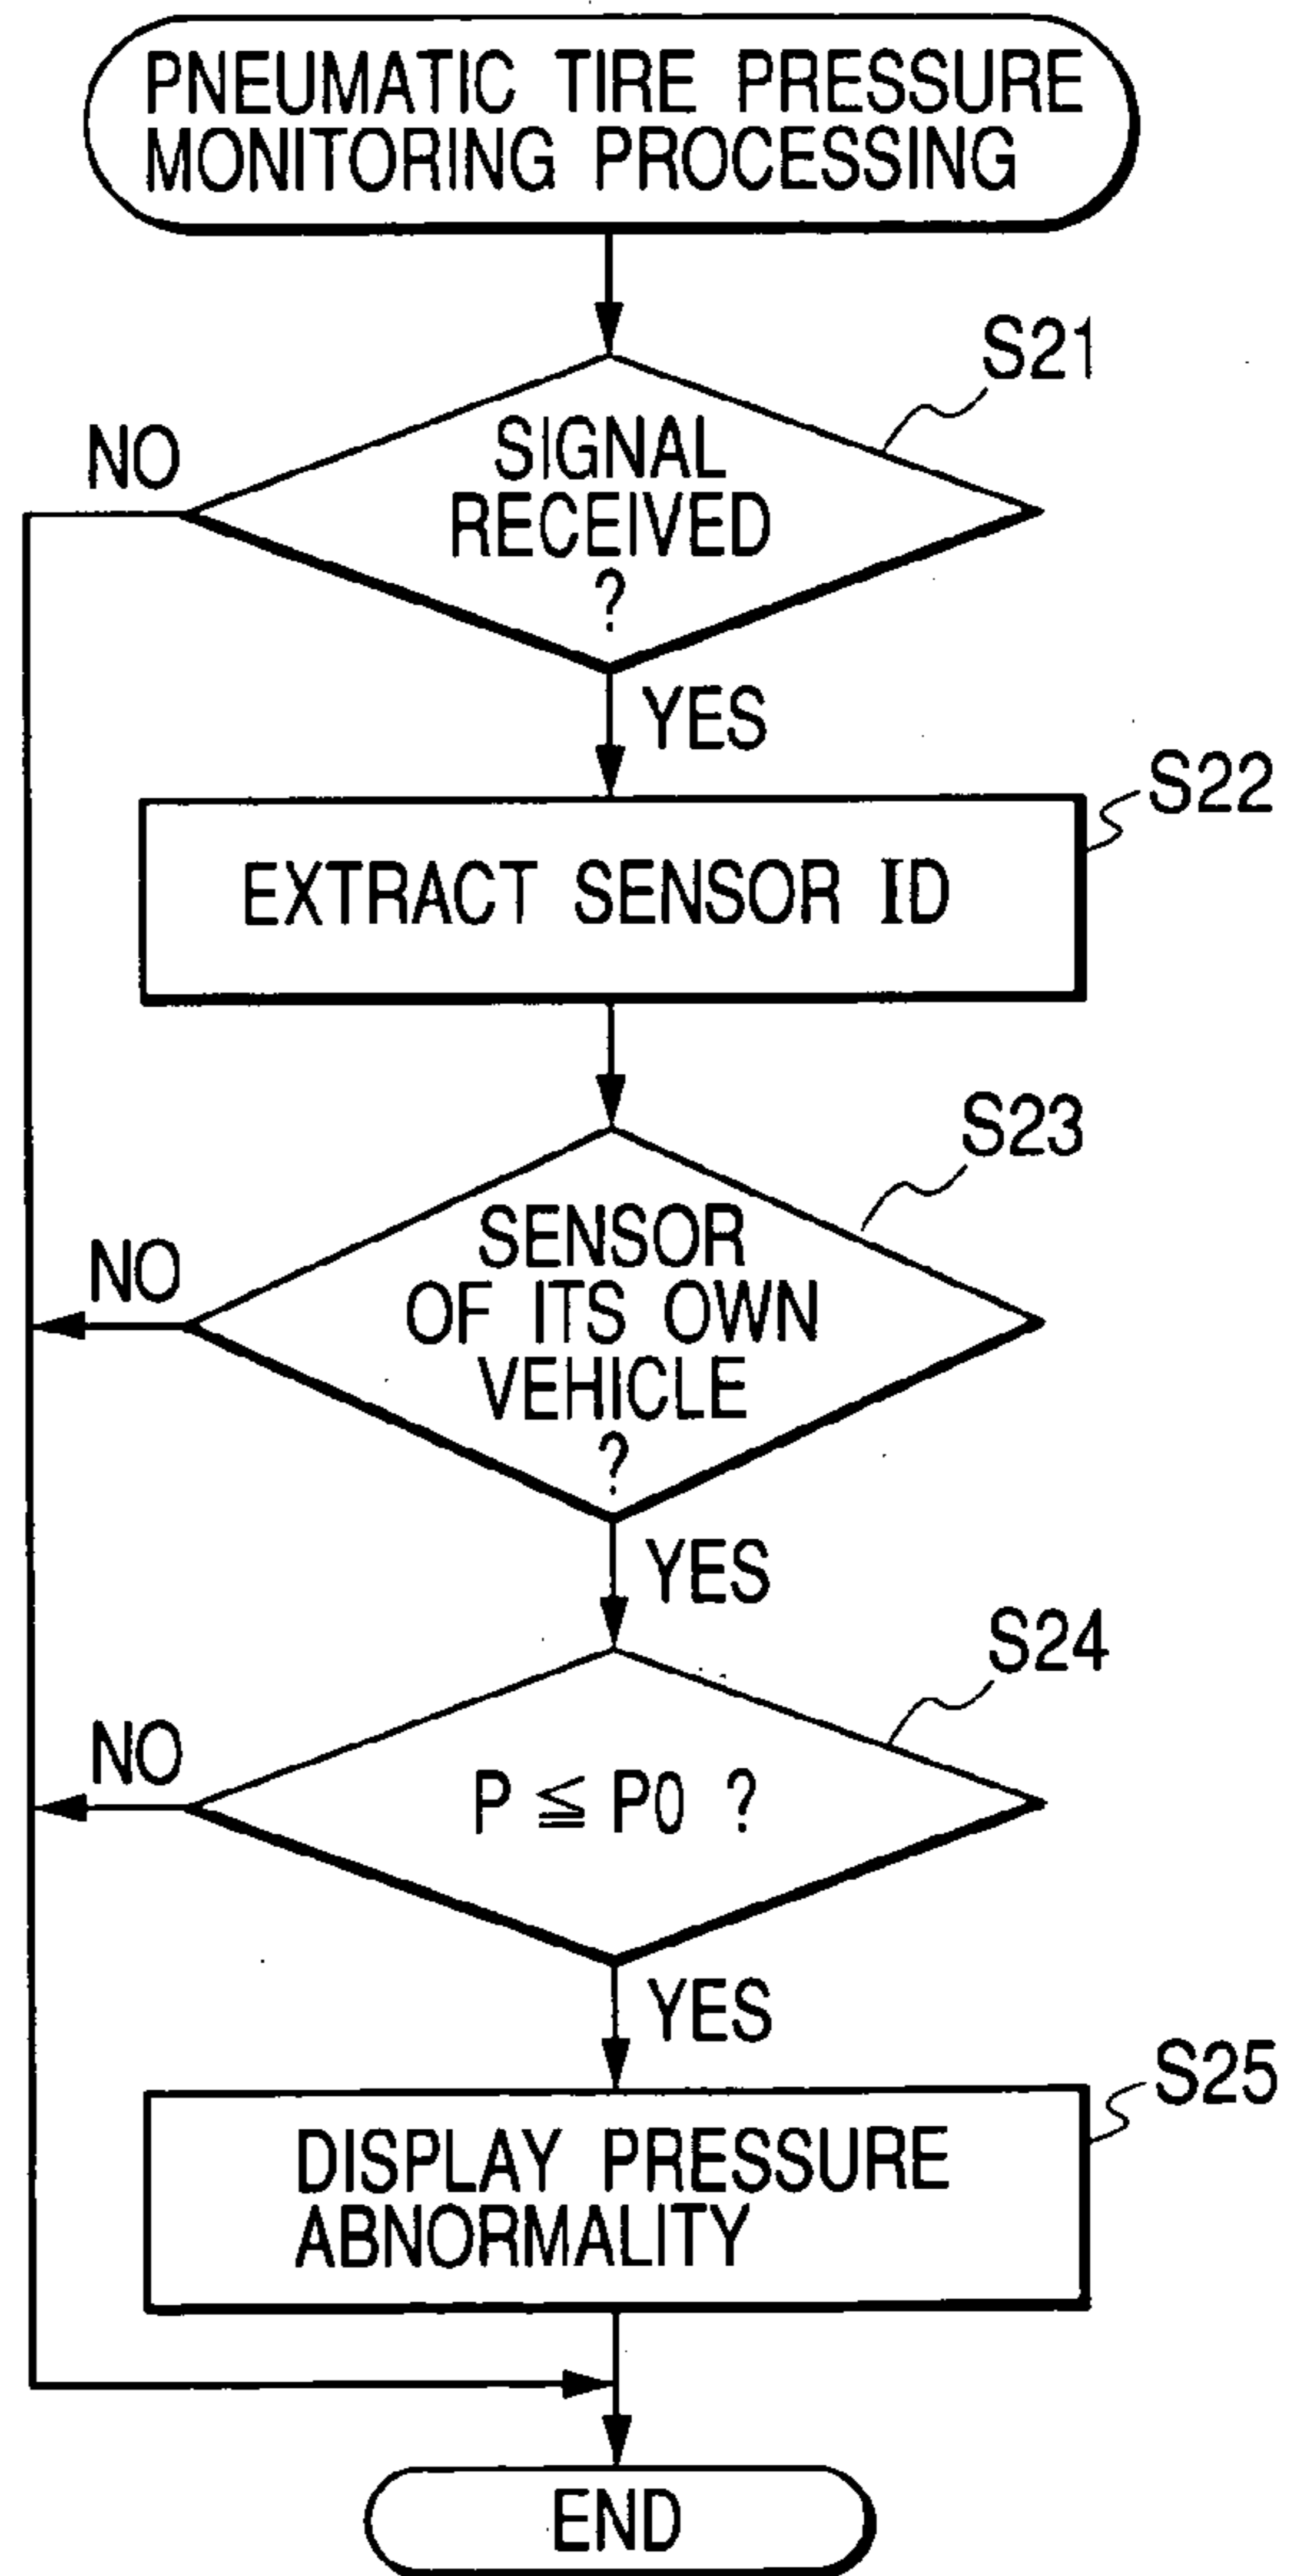 PNEUMATIC TIRE PRESSURE
MONITORING PROCESSING
S21
NO
SIGNAL
RECEIVED
?
YES
S22
EXTRACT SENSOR ID
S23
NO
SENSOR
OF ITS OWN
VEHICLE
?
YES
S24
NO
P ≦ P0 ?
YES
S25
DISPLAY PRESSURE
ABNORMALITY
END